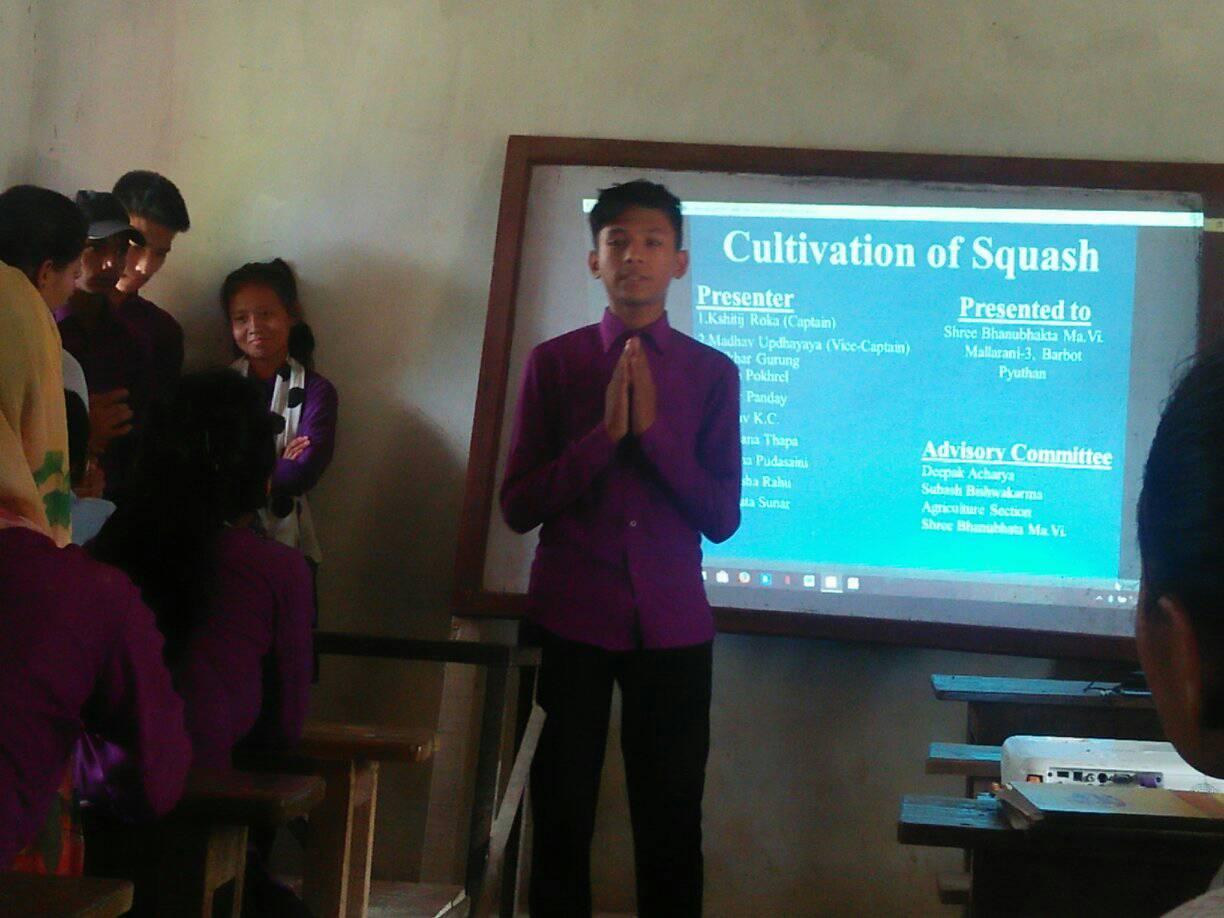 Cultivation of Squash
Presenter
1.Kshitij Roka (Captain)
Madhav Updhayaya (Vice-Captain)
Gurung
Pokhrel
Panday
K.C.
Thapa
Pudasaini
Rahu
Sunar
Presented to
Shree Bhanubhakta Ma.Vi.
Mallarani-3, Barbot
Pyuthan
Advisory Committee
Deepak Acharya
Subash Bishwakarma
Agriculture Section
Shree Bhanubhata Ma.Vi.